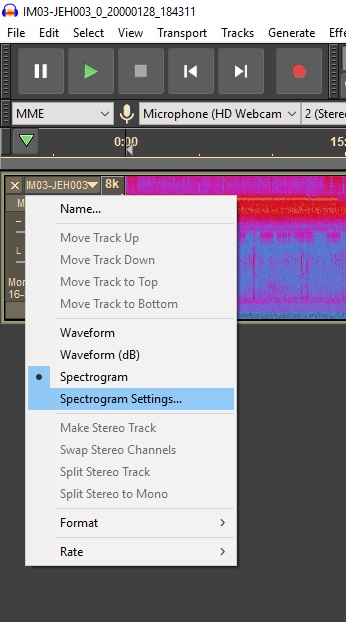 IM03-JEH003_0_20000128_184311
File Edit Select View Transport Tracks Generate Effe
MME Microphone (HD Webcam 2 (Stere
0:00 15:
× IM03-JEH003 8k
M
L
Mon
16-
Name...
Move Track Up
Move Track Down
Move Track to Top
Move Track to Bottom
Waveform
Waveform (dB)
Spectrogram
Spectrogram Settings...
Make Stereo Track
Swap Stereo Channels
Split Stereo Track
Split Stereo to Mono
Format
Rate